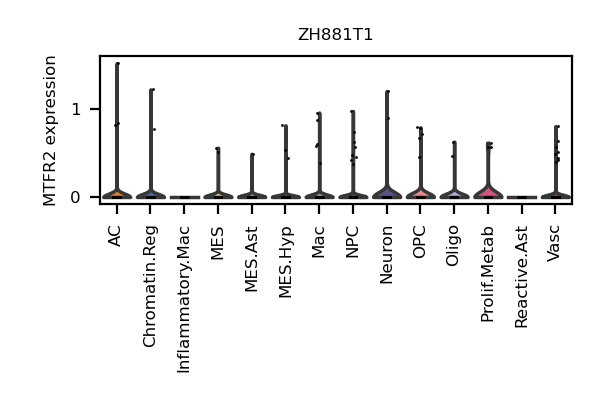 ZH881T1
MTFR2 expression
1
0
AC
Chromatin.Reg
Inflammatory.Mac
MES
MES.Ast
MES.Hyp
Mac
NPC
Neuron
OPC
Oligo
Prolif.Metab
Reactive.Ast
Vasc